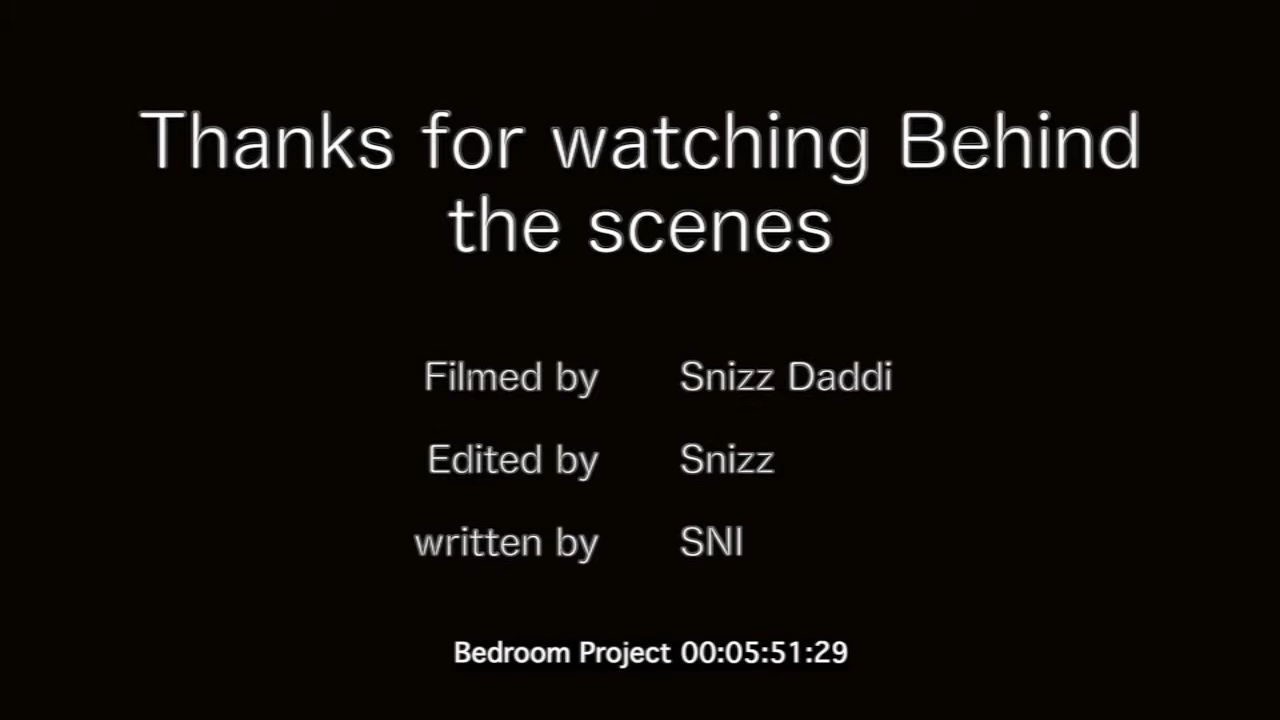 Thanks for watching Behind
the scenes
Filmed by Snizz Daddi
Edited by Snizz
written by SNI
Bedroom Project 00:05:51:29